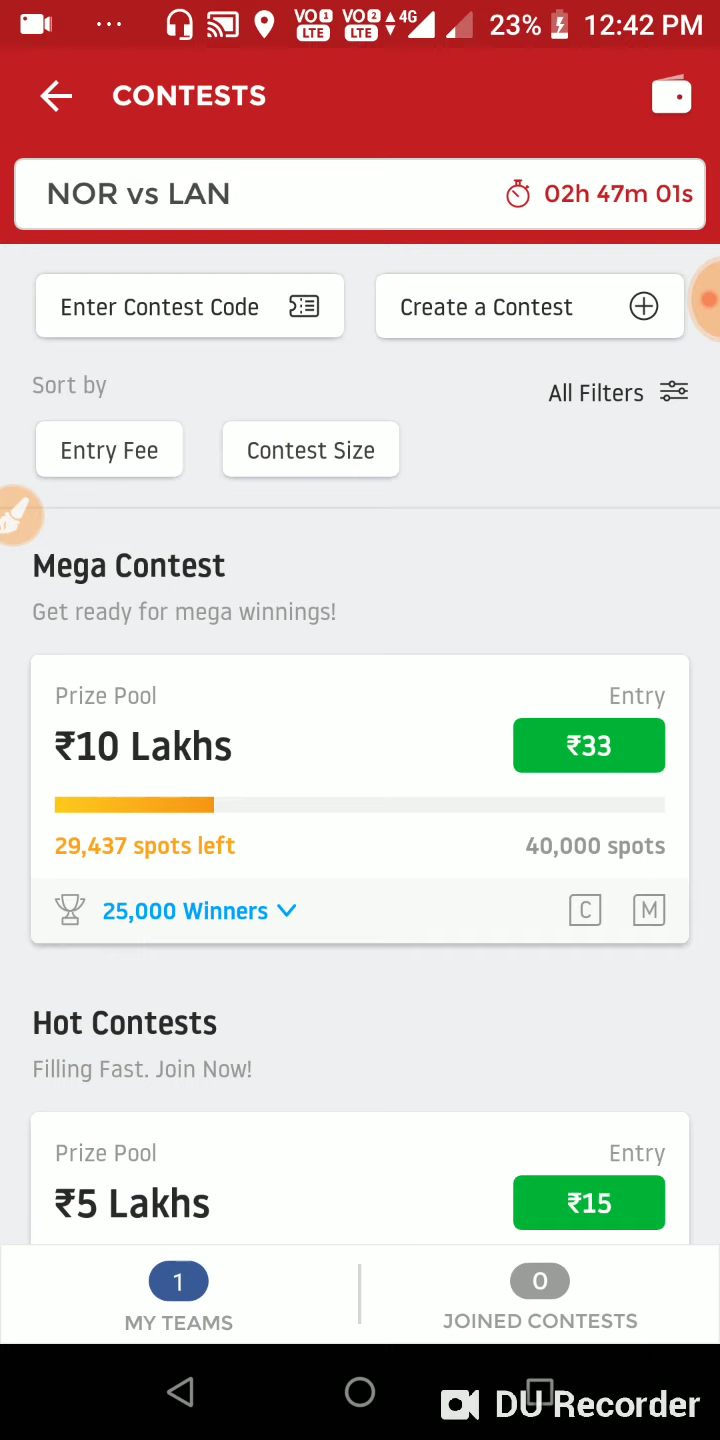 VO 1 LTE VO 2 LTE 4G 23% 12:42 PM
CONTESTS
NOR vs LAN 02h 47m 01s
Enter Contest Code Create a Contest
Sort by All Filters
Entry Fee Contest Size
Mega Contest
Get ready for mega winnings!
Prize Pool Entry
₹10 Lakhs ₹33
29,437 spots left 40,000 spots
25,000 Winners C M
Hot Contests
Filling Fast. Join Now!
Prize Pool Entry
₹5 Lakhs ₹15
1 0
MY TEAMS JOINED CONTESTS
DU Recorder